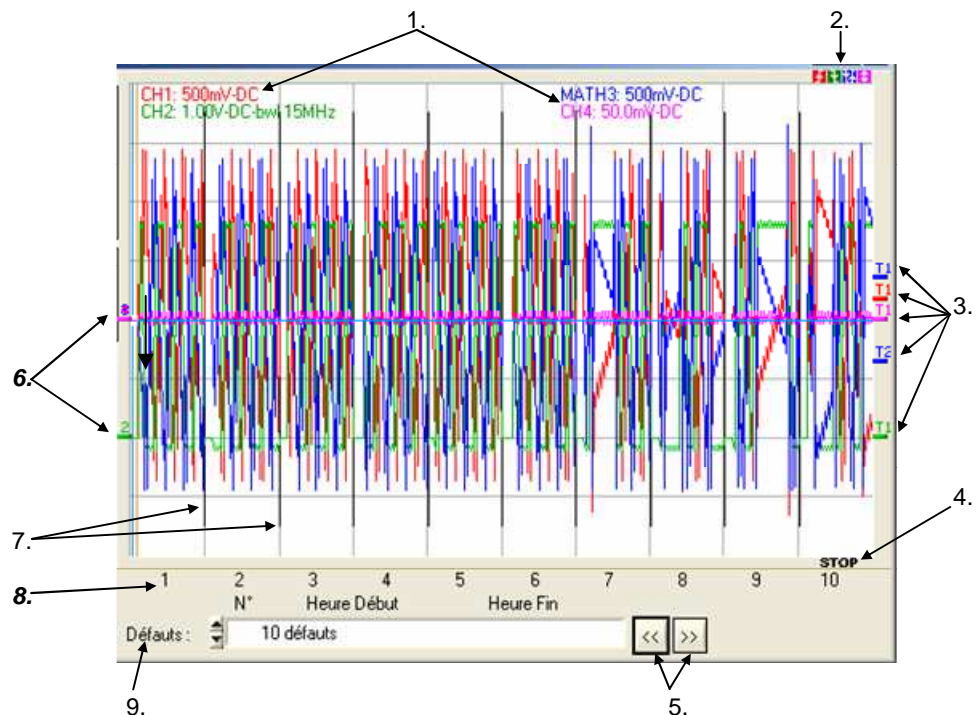 1.
2.
CH1: 500mV-DC
MATH3: 500mV-DC
CH2: 1.00V-DC-bwl 15MHz
CH4: 50.0mV-DC
T1
T1
T1
3.
T2
6.
2
T1
4.
7.
STOP
8.
1 2 3 4 5 6 7 8 9 10
N° Heure Début Heure Fin
Défauts : 10 défauts << >>
9.
5.